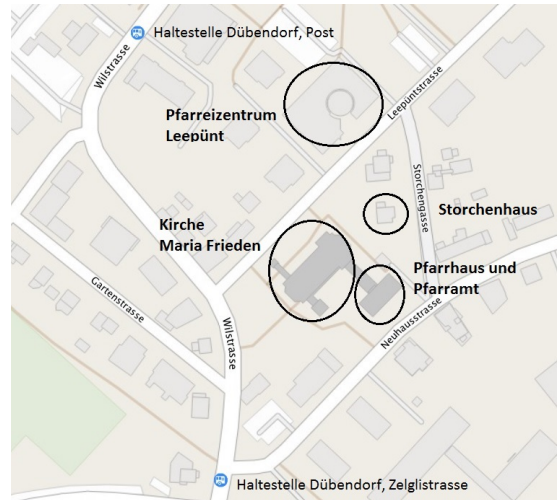 Haltestelle Dübendorf, Post
Wilstrasse
Pfarreizentrum
Leepünt
Leepüntstrasse
Storchengasse
Storchenhaus
Kirche
Maria Frieden
Pfarrhaus und
Pfarramt
Gartenstrasse
Wilstrasse
Neuhausstrasse
Haltestelle Dübendorf, Zelglistrasse